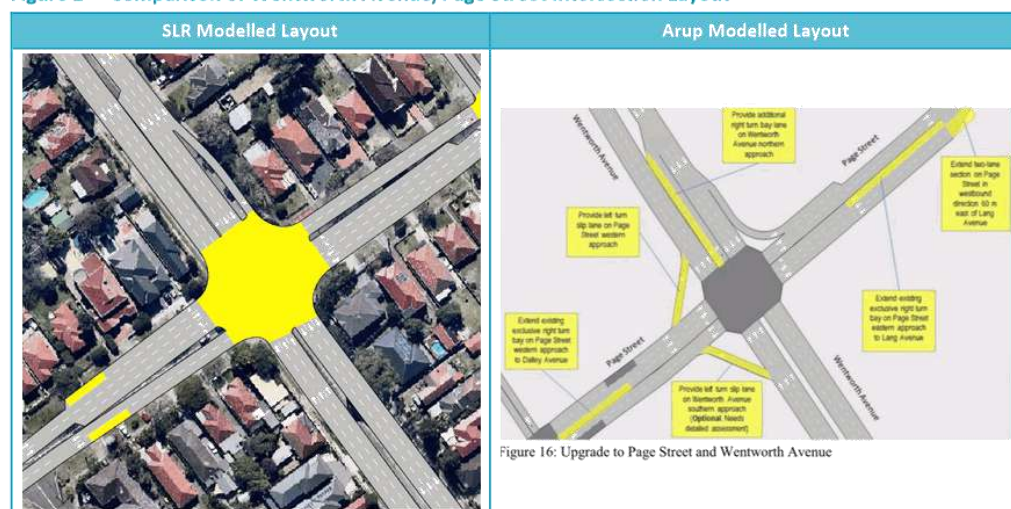 SLR Modelled Layout
Arup Modelled Layout
Wentworth Avenue
Provide additional
right turn bay lane
on Wentworth
Avenue northern
approach
Page Street
Extend two-lane
section on Page
Street in
westbound
direction 60 m
east of Lang
Avenue
Provide left turn
slip lane on Page
Street western
approach
Extend existing
exclusive right turn
bay on Page Street
western approach
to Dalley Avenue
Page Street
Extend existing
exclusive right turn
bay on Page Street
eastern approach
to Lang Avenue
Wentworth Avenue
Provide left turn slip lane
on Wentworth Avenue
southern approach
(Optional. Needs
detailed assessment)
Figure 16: Upgrade to Page Street and Wentworth Avenue